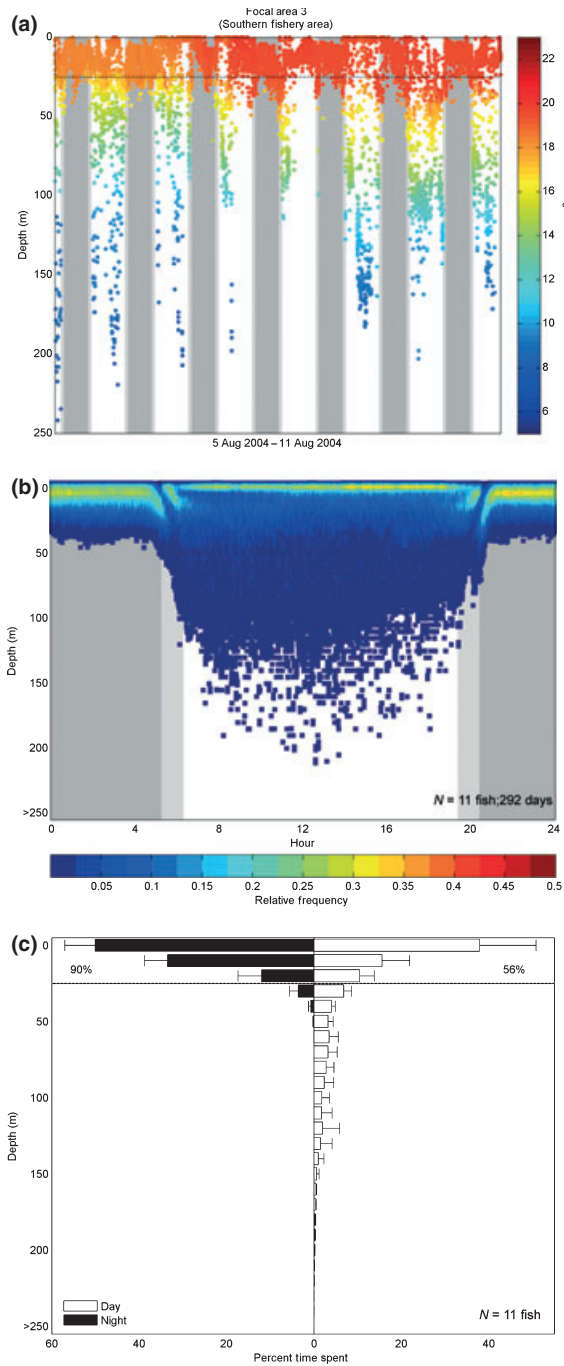 Focal area 3
(Southern fishery area)
(a)
0
50
100
150
200
250
Depth (m)
5 Aug 2004 – 11 Aug 2004
22
20
18
16
14
12
10
8
6
(b)
0
50
100
150
200
>250
Depth (m)
N = 11 fish;292 days
0 4 8 12 16 20 24
Hour
0.05 0.1 0.15 0.2 0.25 0.3 0.35 0.4 0.45 0.5
Relative frequency
(c)
0
50
100
150
200
>250
Depth (m)
90%
56%
Day
Night
N = 11 fish
60 40 20 0 20 40
Percent time spent